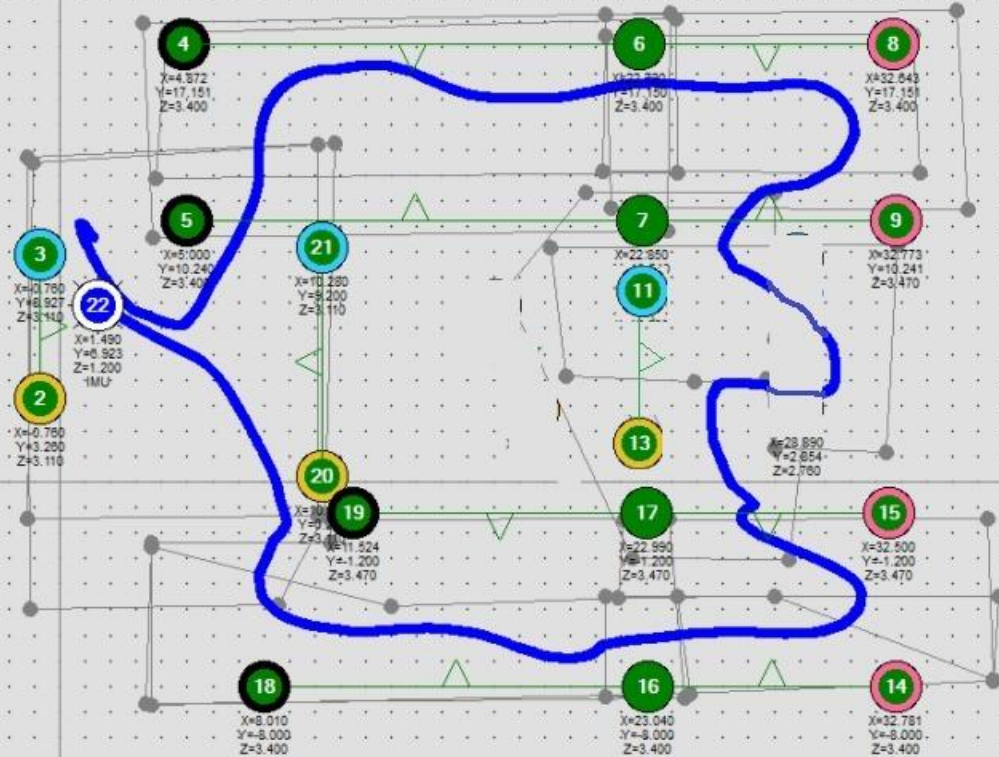 4
X=4.872
Y=17.151
Z=3.400
6
Y=17.150
Z=3.400
8
X=32.643
Y=17.151
Z=3.400
5
X=5.000
Y=10.240
Z=3.400
7
X=22.850
9
X=32.773
Y=10.241
Z=3.470
3
X=-0.760
Y=8.927
Z=3.110
21
X=10.280
Y=9.200
Z=3.110
11
22
X=1.490
Y=6.923
Z=1.200
IMU
2
X=-0.760
Y=3.260
Z=3.110
13
X=28.890
Y=2.854
Z=2.760
20
19
X=11.524
Y=-1.200
Z=3.470
17
X=22.990
Y=-1.200
Z=3.470
15
X=32.500
Y=-1.200
Z=3.470
18
X=8.010
Y=-8.000
Z=3.400
16
X=23.040
Y=-8.000
Z=3.400
14
X=32.781
Y=-8.000
Z=3.400